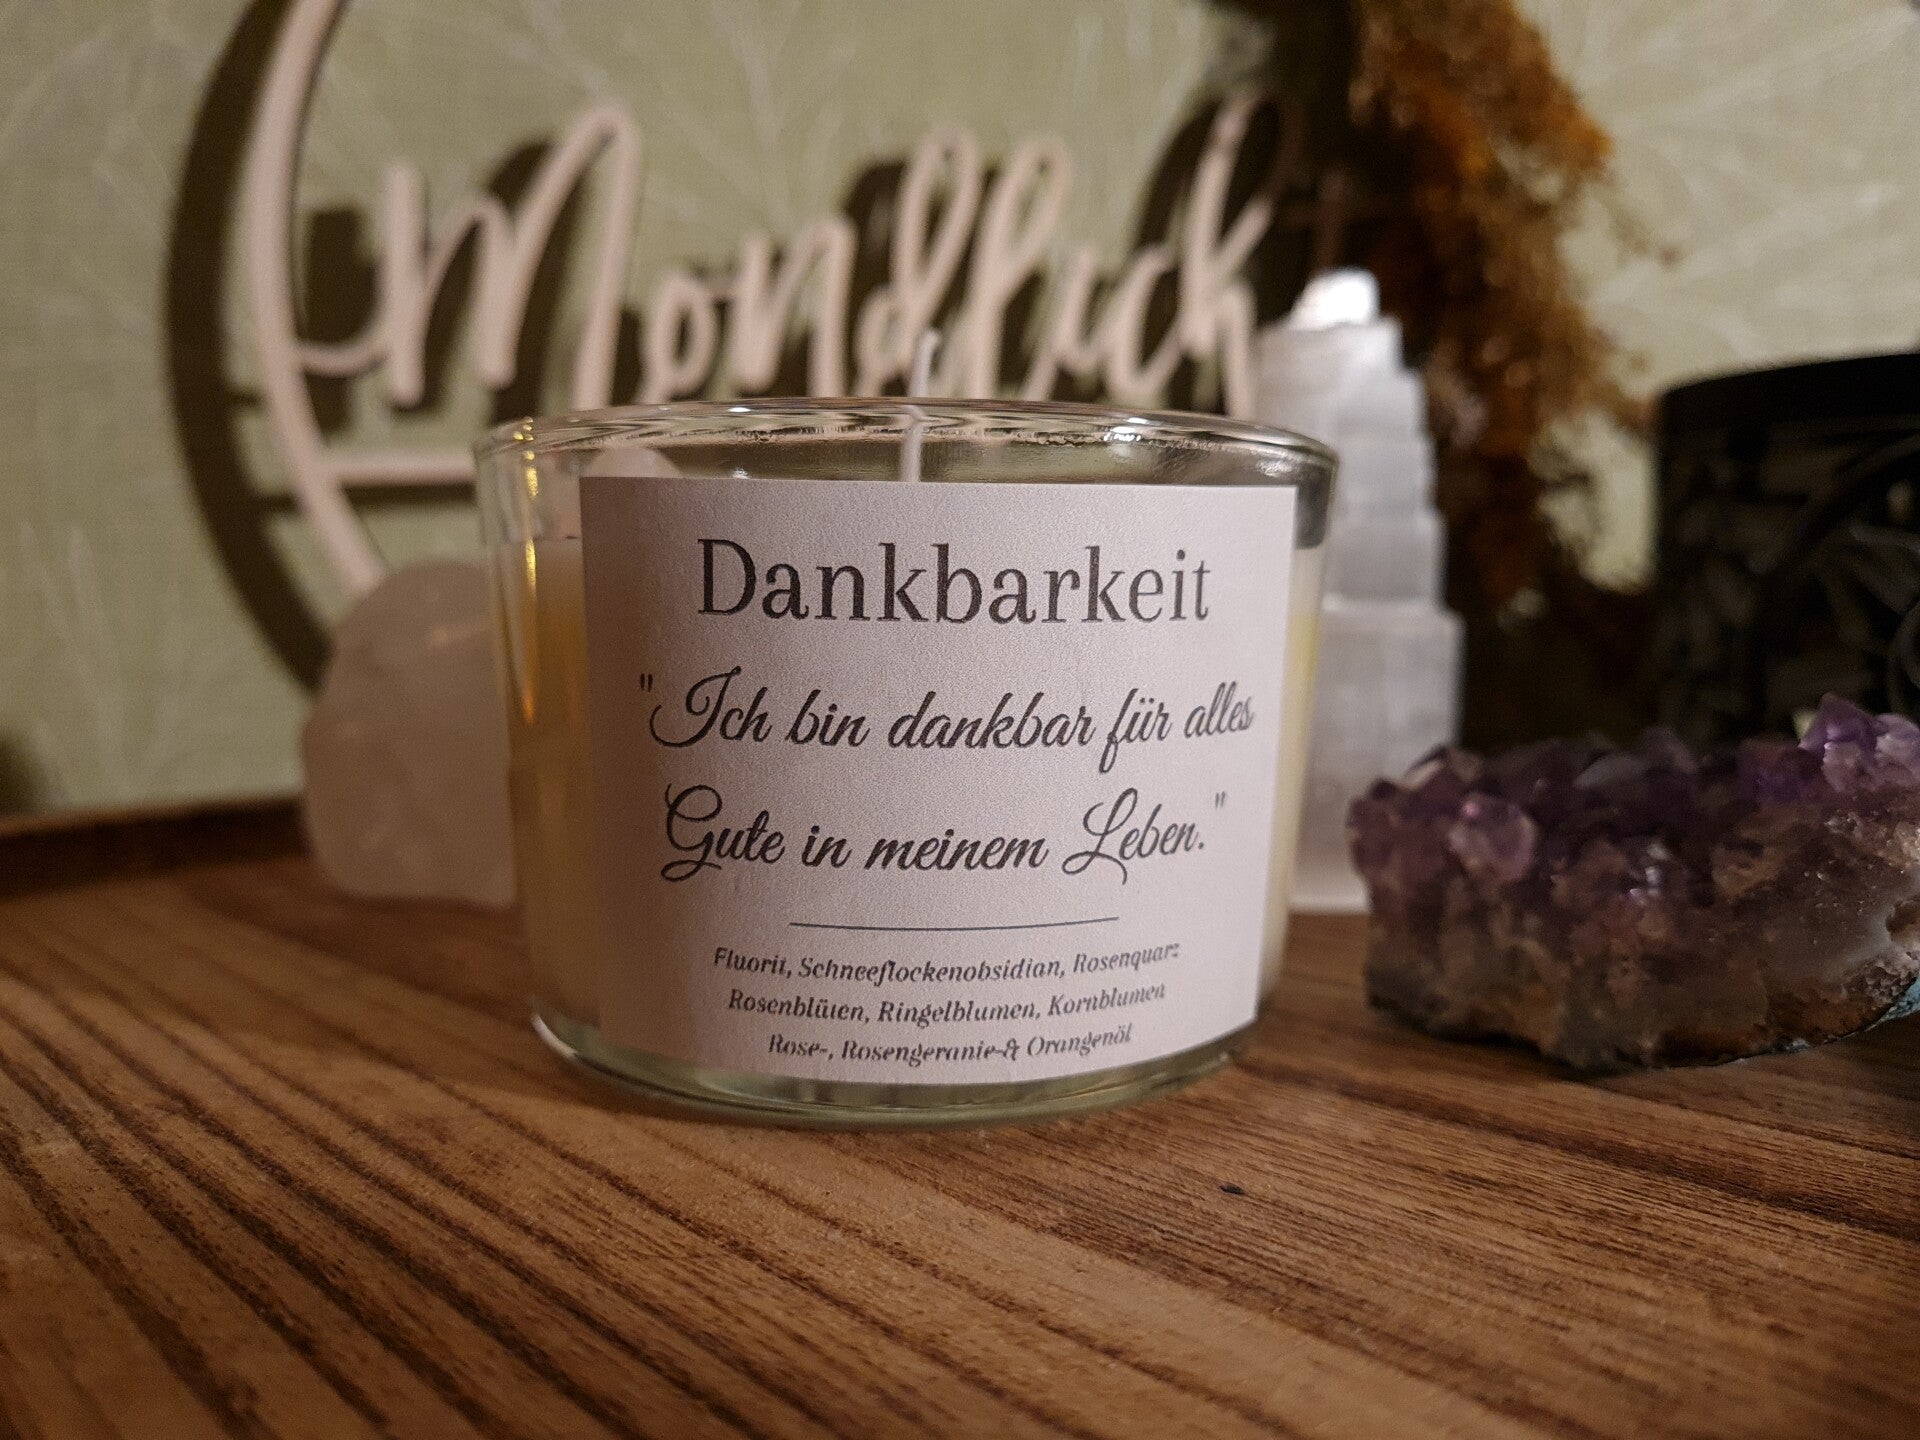 Mondlich
Dankbarkeit
"Ich bin dankbar für alles
Gute in meinem Leben."
Fluorit, Schneeflockenobsidian, Rosenquarz
Rosenblüten, Ringelblumen, Kornblumen
Rose-, Rosengeranie-& Orangenöl